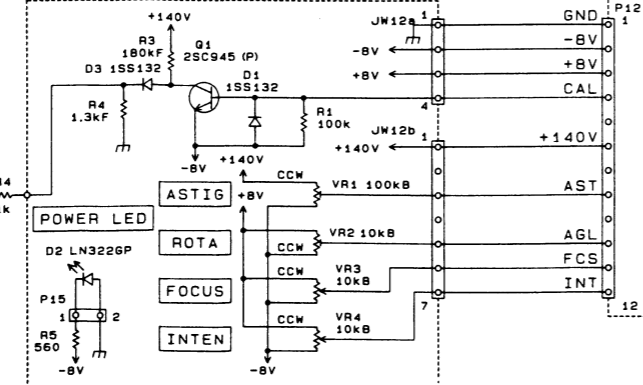 P12
+140V
JW12a 1
GND
1
R3
180kF
Q1
2SC945 (P)
-8V
-8V
D3 1SS132
D1
1SS132
+8V
+8V
CAL
R4
1.3kF
R1
100k
4
JW12b 1
+140V
+140V
-8V
+140V
CCW
VR1 100kB
AST
ASTIG
+8V
POWER LED
ROTA
VR2 10kB
AGL
CCW
D2 LN322GP
CCW
VR3
10kB
FCS
FOCUS
INT
P15
1
2
CCW
VR4
10kB
7
12
R5
560
INTEN
-8V
-8V